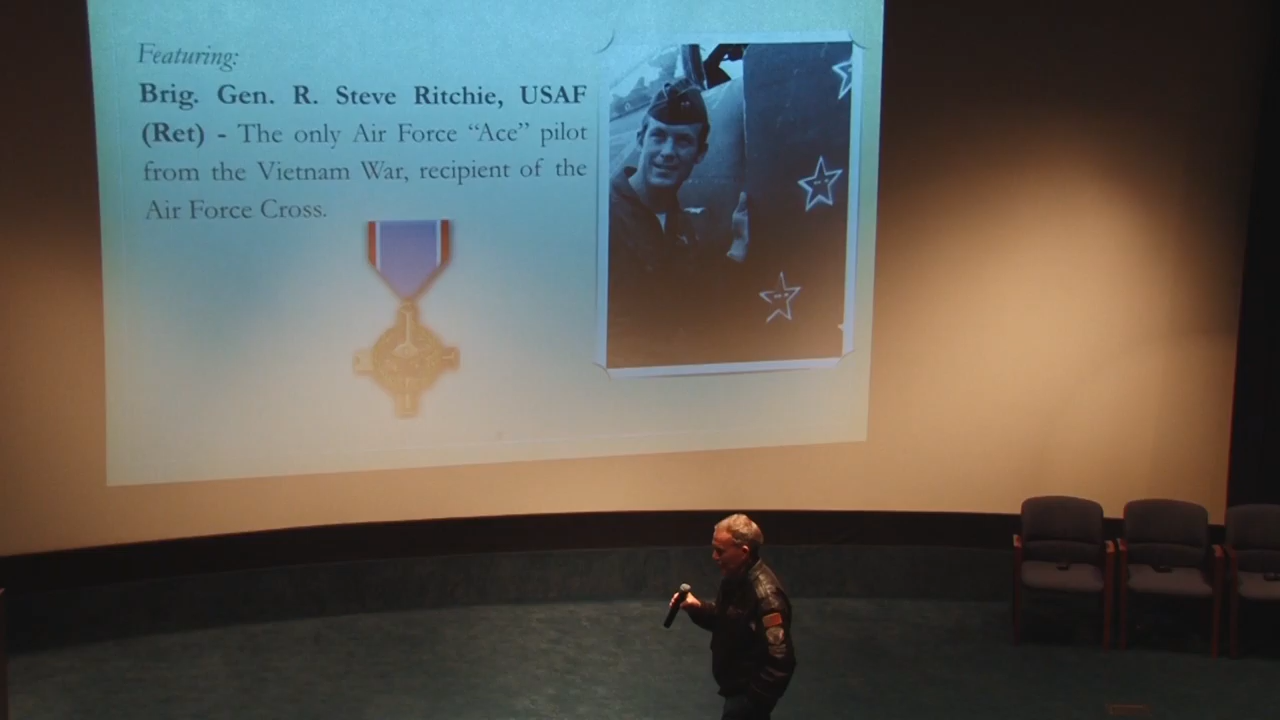 Featuring:
Brig. Gen. R. Steve Ritchie, USAF
(Ret) - The only Air Force “Ace” pilot
from the Vietnam War, recipient of the
Air Force Cross.